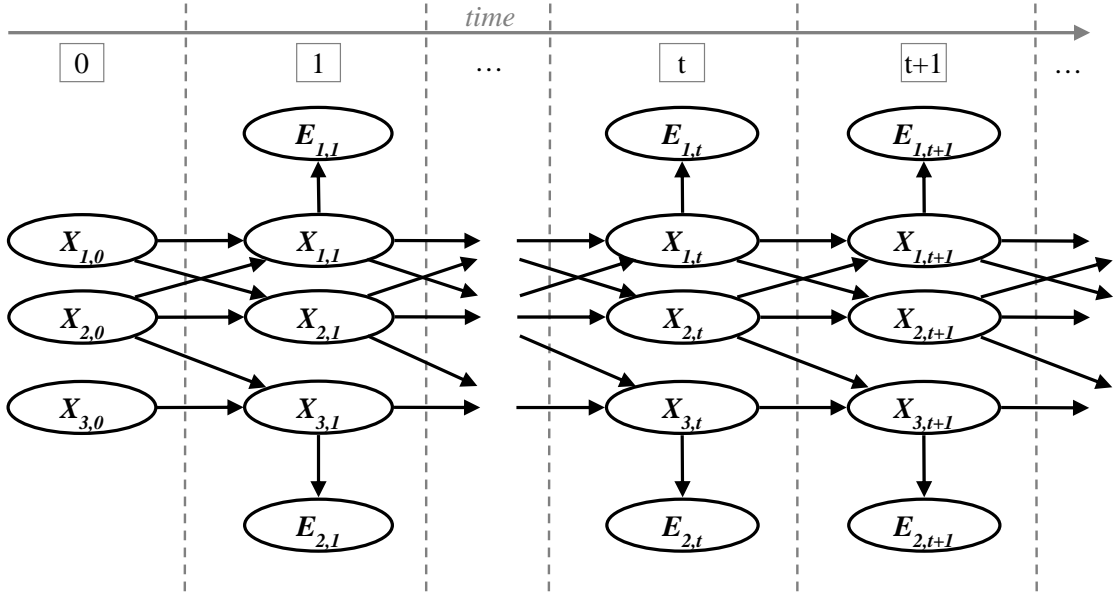 time
0 1 … t t+1 …
E1,1 E1,t E1,t+1
X1,0 X1,1 X1,t X1,t+1
X2,0 X2,1 X2,t X2,t+1
X3,0 X3,1 X3,t X3,t+1
E2,1 E2,t E2,t+1